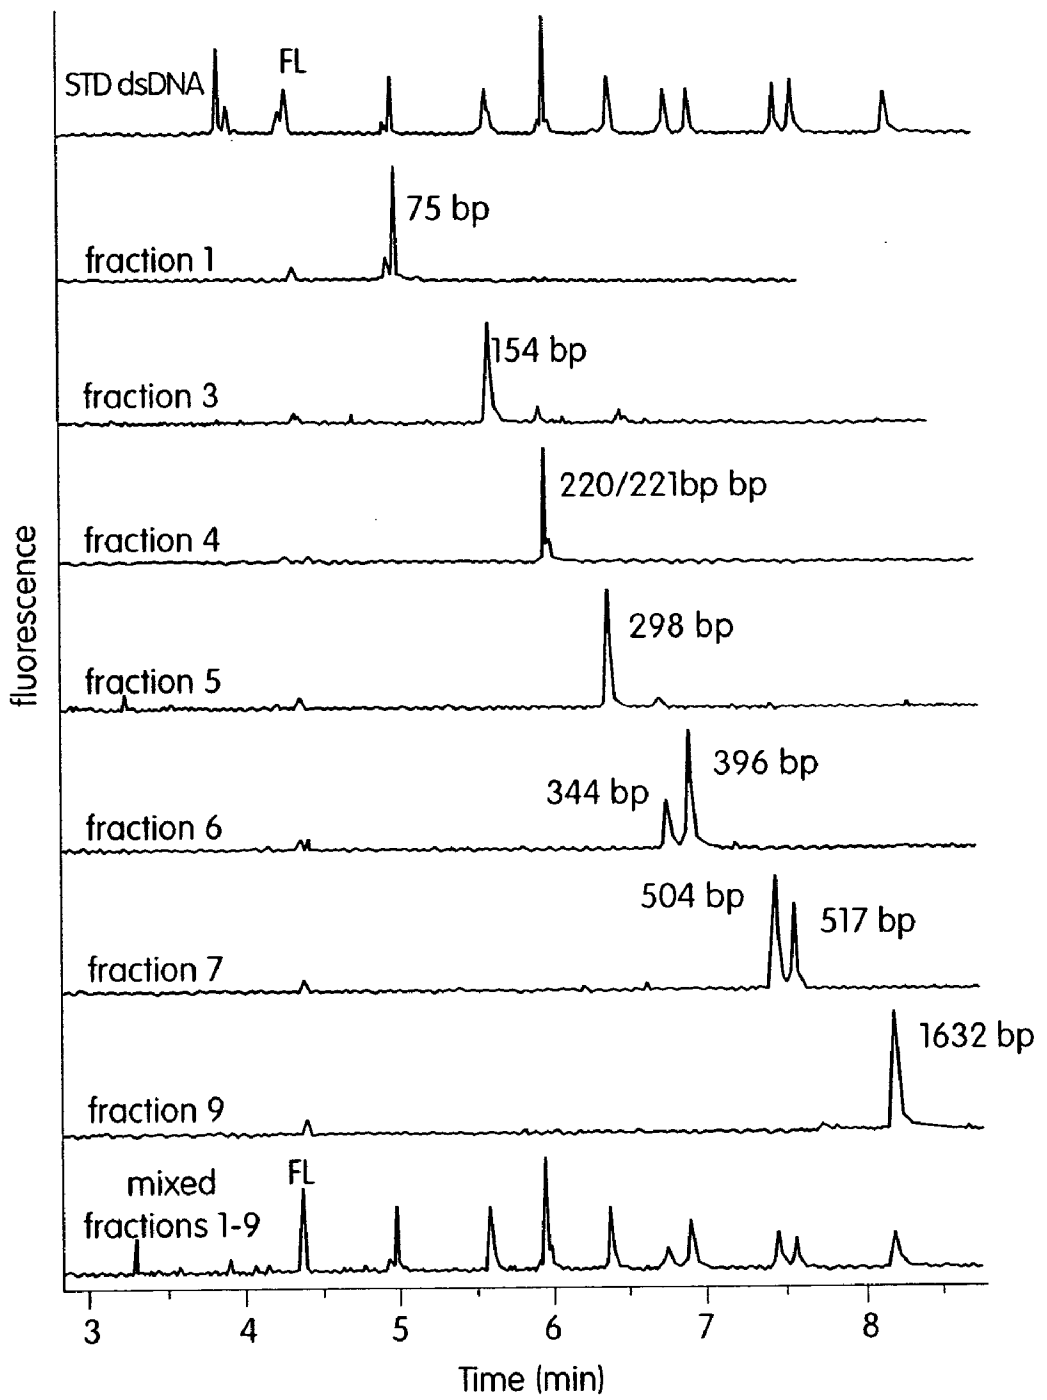 STD dsDNA
FL
fraction 1
75 bp
fraction 3
154 bp
fraction 4
220/221bp bp
fraction 5
298 bp
fraction 6
344 bp
396 bp
fraction 7
504 bp
517 bp
fraction 9
1632 bp
mixed
fractions 1-9
FL
fluorescence
3 4 5 6 7 8
Time (min)